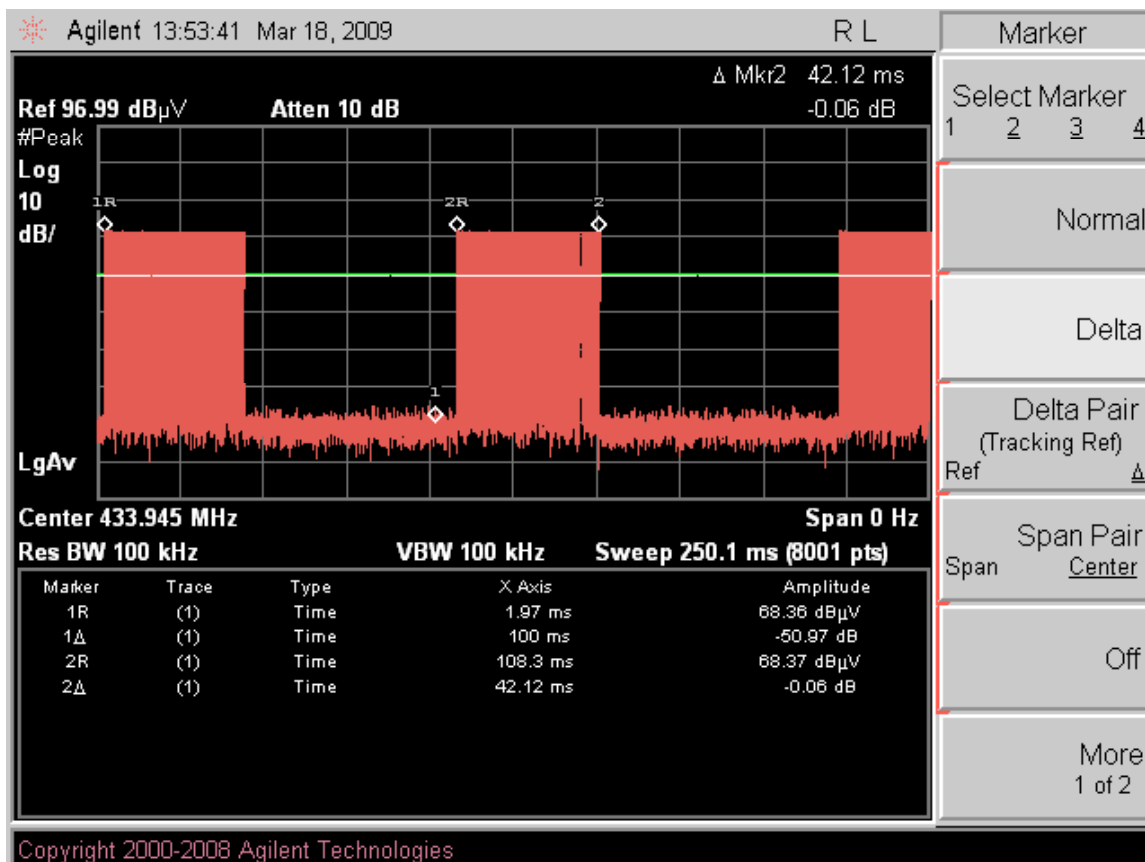 Agilent 13:53:41 Mar 18, 2009 R L
Δ Mkr2 42.12 ms
Ref 96.99 dBµV Atten 10 dB -0.06 dB
#Peak
Log
10
dB/
1R 2R 2
1
LgAv
Center 433.945 MHz Span 0 Hz
Res BW 100 kHz VBW 100 kHz Sweep 250.1 ms (8001 pts)
Marker Trace Type X Axis Amplitude
1R (1) Time 1.97 ms 68.36 dBµV
1Δ (1) Time 100 ms -50.97 dB
2R (1) Time 108.3 ms 68.37 dBµV
2Δ (1) Time 42.12 ms -0.06 dB
Copyright 2000-2008 Agilent Technologies
Marker
Select Marker
1 2 3 4
Normal
Delta
Delta Pair
(Tracking Ref)
Ref Δ
Span Pair
Span Center
Off
More
1 of 2